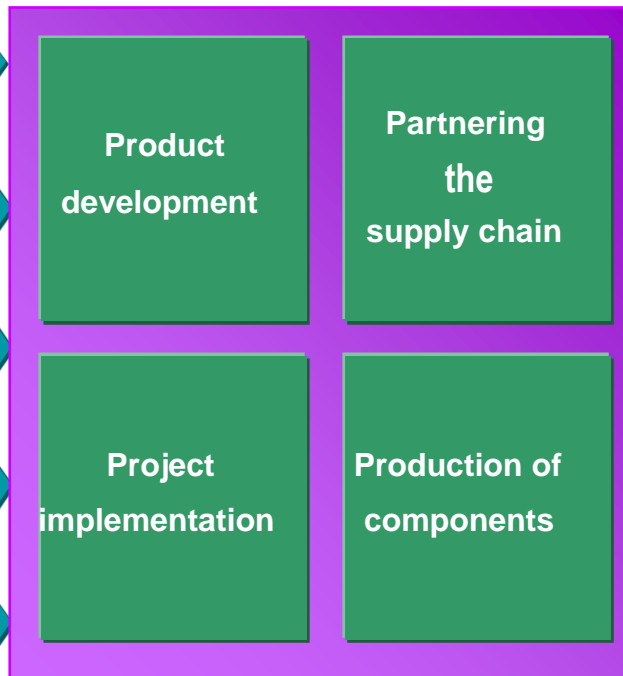 Product
development
Partnering
the
supply chain
Project
implementation
Production of
components